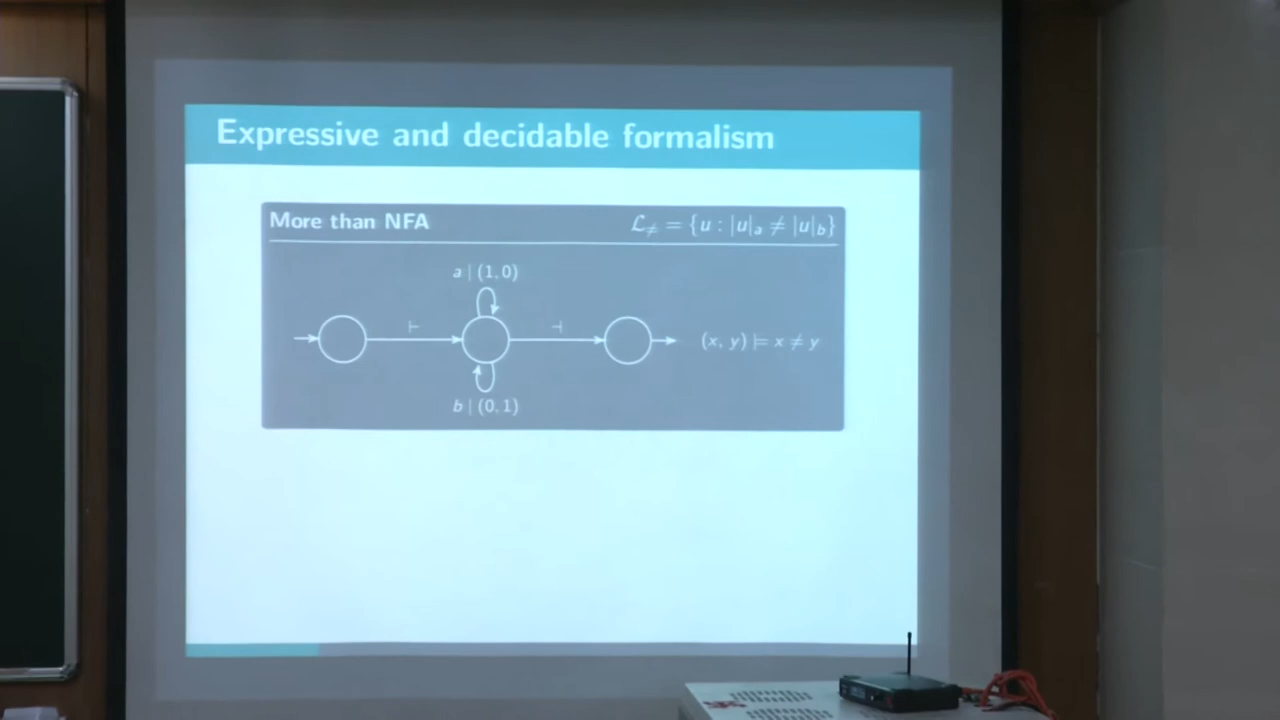 Expressive and decidable formalism
More than NFA
ℒ≠ = {u : |u|a ≠ |u|b}
a | (1, 0)
⊢
⊣
(x, y) ⊨ x ≠ y
b | (0, 1)